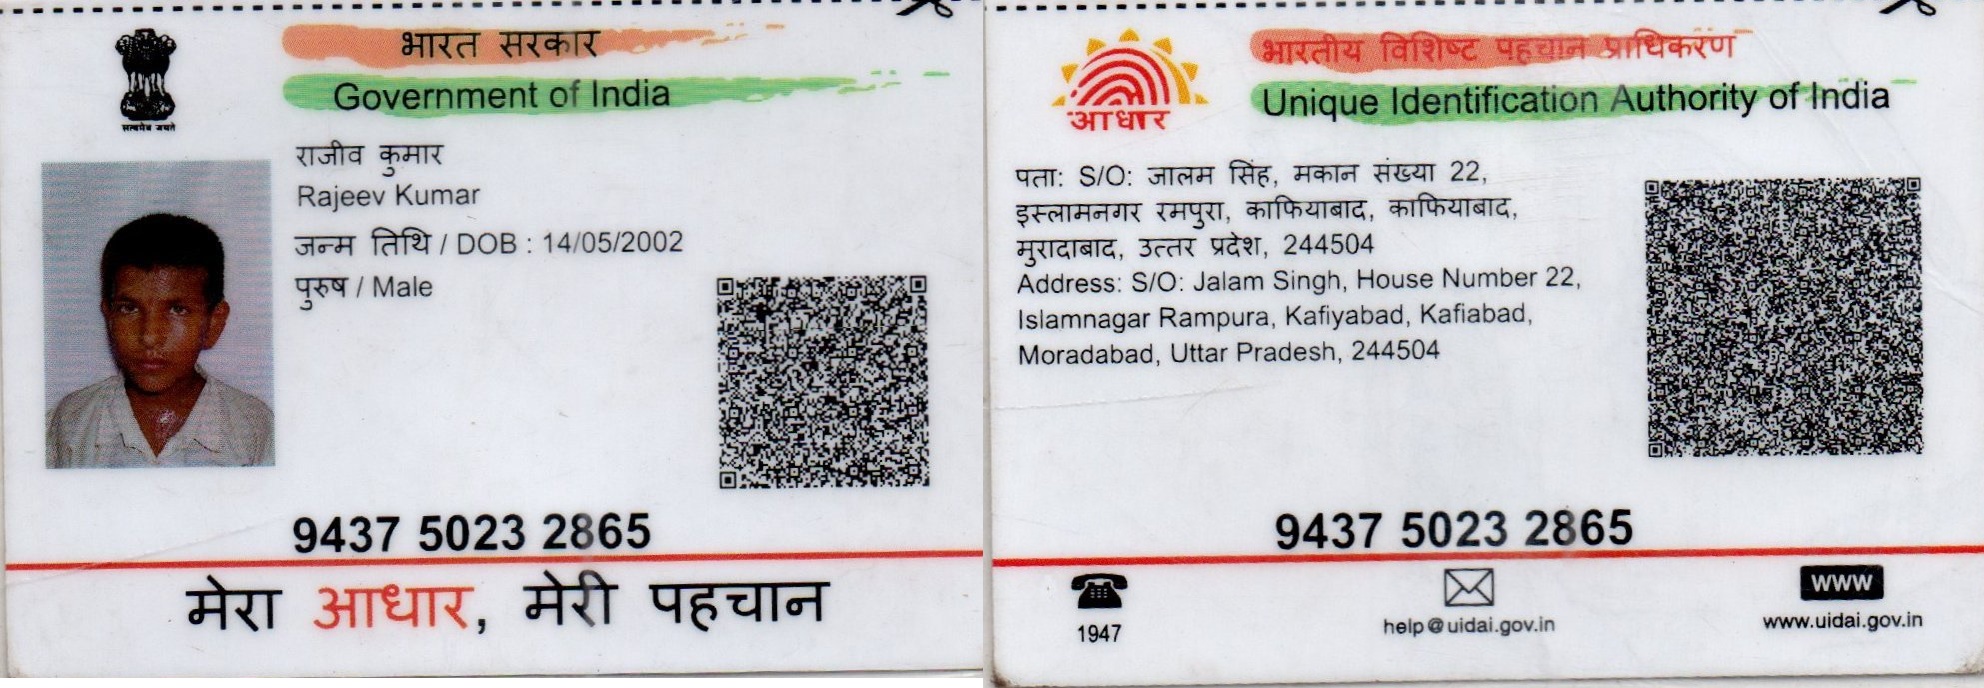 भारत सरकार
Government of India
सत्यमेव जयते
राजीव कुमार
Rajeev Kumar
जन्म तिथि / DOB : 14/05/2002
पुरुष / Male
9437 5023 2865
मेरा आधार, मेरी पहचान
भारतीय विशिष्ट पहचान प्राधिकरण
Unique Identification Authority of India
आधार
पता: S/O: जालम सिंह, मकान संख्या 22,
इस्लामनगर रमपुरा, काफियाबाद, काफियाबाद,
मुरादाबाद, उत्तर प्रदेश, 244504
Address: S/O: Jalam Singh, House Number 22,
Islamnagar Rampura, Kafiyabad, Kafiabad,
Moradabad, Uttar Pradesh, 244504
9437 5023 2865
1947
help@uidai.gov.in
www
www.uidai.gov.in